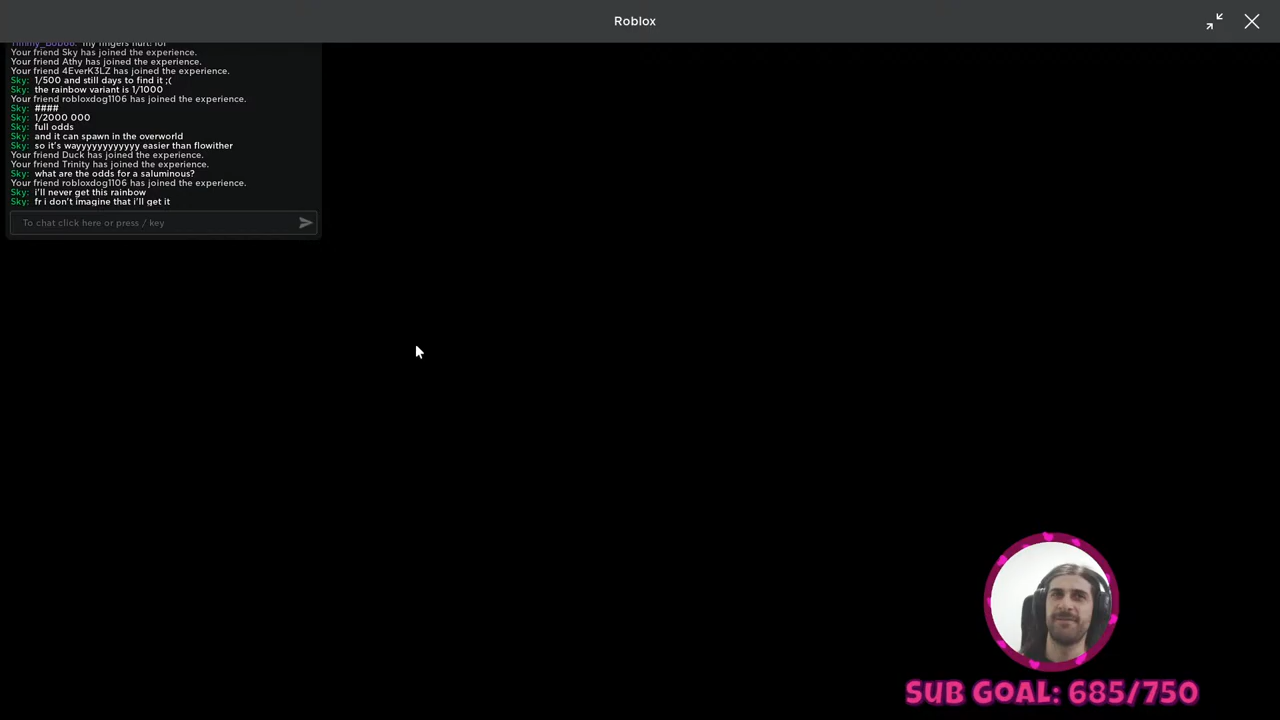 Roblox
Timmy_Bobob: my fingers hurt! lol
Your friend Sky has joined the experience.
Your friend Athy has joined the experience.
Your friend 4EverK3LZ has joined the experience.
Sky: 1/500 and still days to find it ;(
Sky: the rainbow variant is 1/1000
Your friend robloxdog1106 has joined the experience.
Sky: ####
Sky: 1/2000 000
Sky: full odds
Sky: and it can spawn in the overworld
Sky: so it's wayyyyyyyyyyyy easier than flowither
Your friend Duck has joined the experience.
Your friend Trinity has joined the experience.
Sky: what are the odds for a saluminous?
Your friend robloxdog1106 has joined the experience.
Sky: i'll never get this rainbow
Sky: fr i don't imagine that i'll get it
To chat click here or press / key
SUB GOAL: 685/750